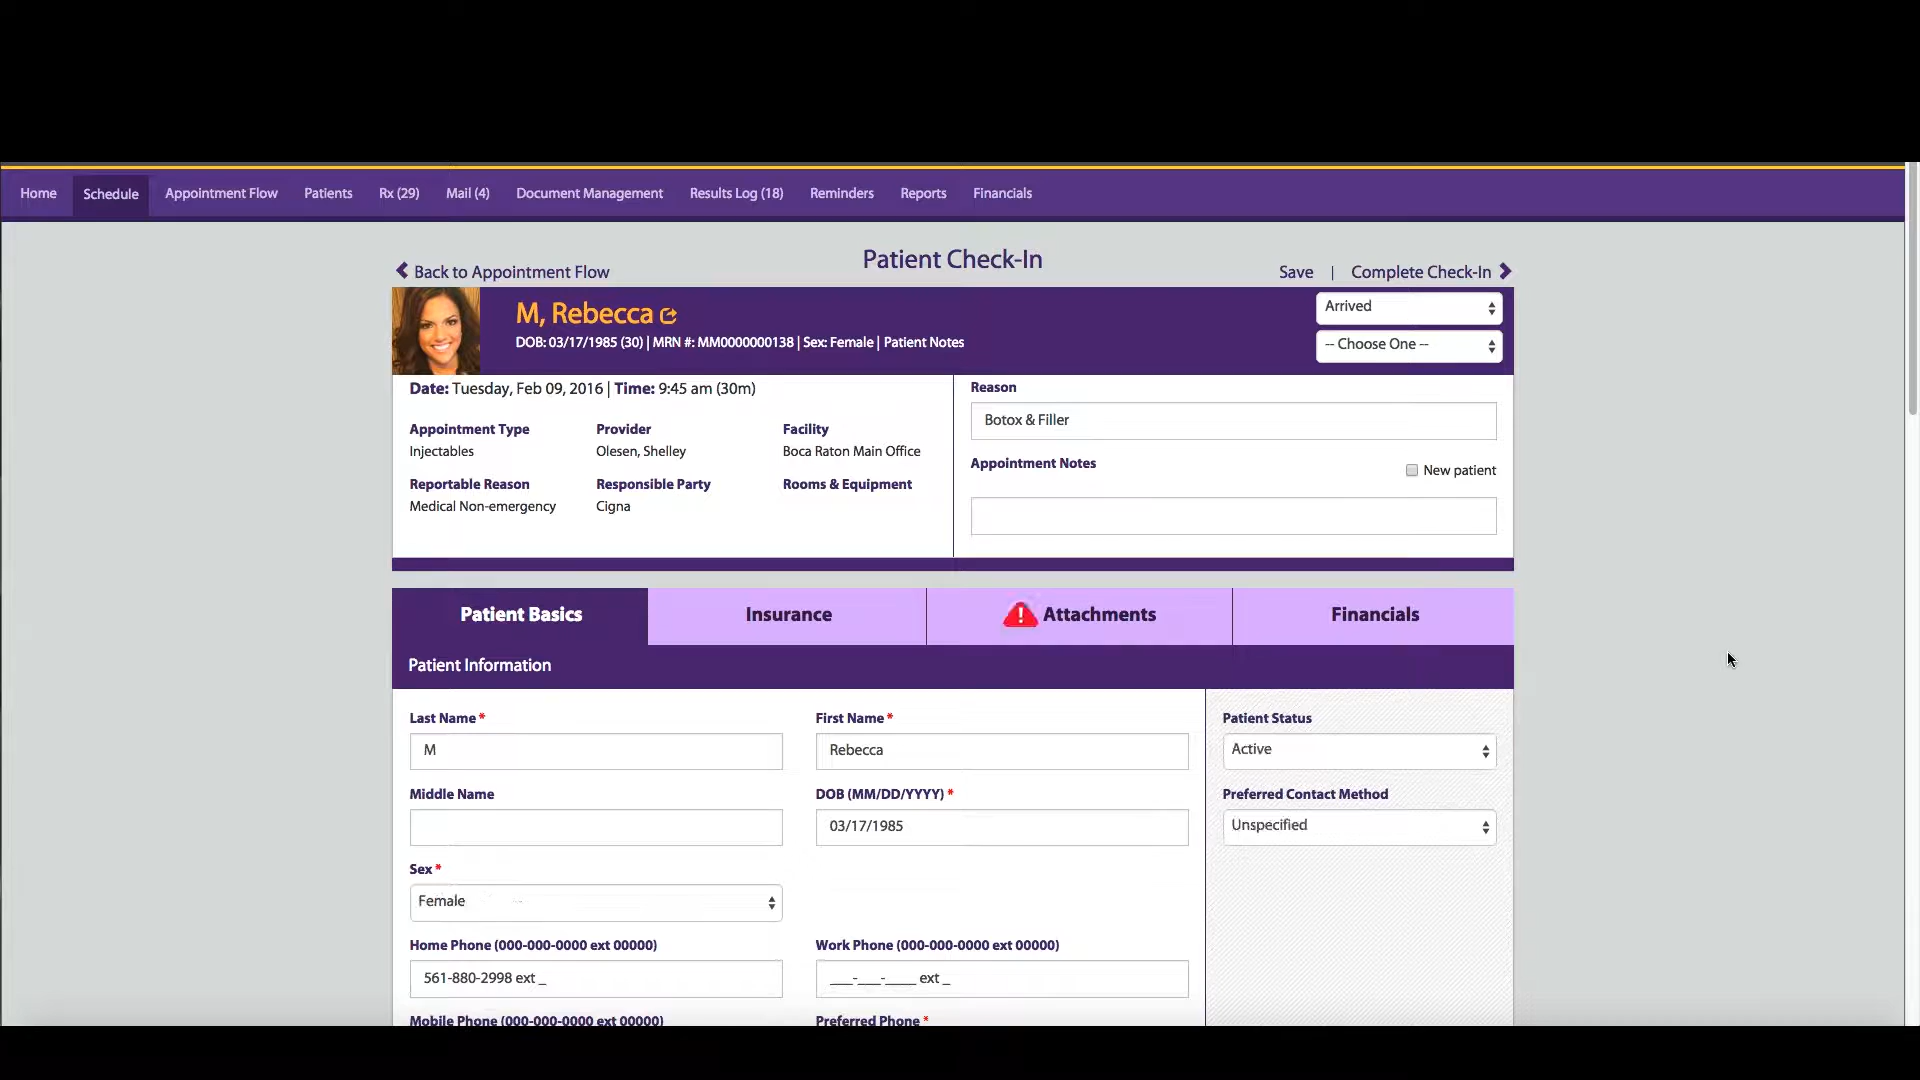 Home Schedule Appointment Flow Patients Rx (29) Mail (4) Document Management Results Log (18) Reminders Reports Financials
Patient Check-In
Back to Appointment Flow Save | Complete Check-In
M, Rebecca
DOB: 03/17/1985 (30) | MRN #: MM0000000138 | Sex: Female | Patient Notes
Arrived
-- Choose One --
Date: Tuesday, Feb 09, 2016 | Time: 9:45 am (30m)
Appointment Type Provider Facility
Injectables Olesen, Shelley Boca Raton Main Office
Reportable Reason Responsible Party Rooms & Equipment
Medical Non-emergency Cigna
Reason
Botox & Filler
Appointment Notes New patient
Patient Basics Insurance Attachments Financials
Patient Information
Last Name * First Name * Patient Status
M Rebecca Active
Middle Name DOB (MM/DD/YYYY) * Preferred Contact Method
03/17/1985 Unspecified
Sex *
Female
Home Phone (000-000-0000 ext 00000) Work Phone (000-000-0000 ext 00000)
561-880-2998 ext _ ___-___-____ ext _
Mobile Phone (000-000-0000 ext 00000) Preferred Phone *